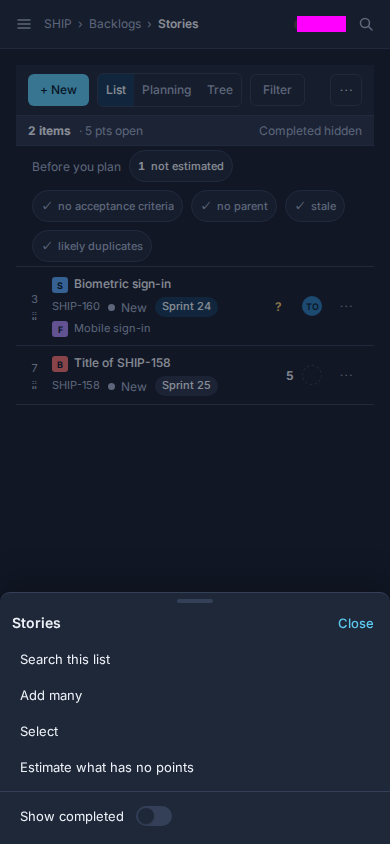 SHIP › Backlogs › Stories
+ New List Planning Tree Filter ...
2 items · 5 pts open Completed hidden
Before you plan 1 not estimated
✓ no acceptance criteria ✓ no parent ✓ stale
✓ likely duplicates
3 S Biometric sign-in
SHIP-160 New Sprint 24 ? TO ...
F Mobile sign-in
7 B Title of SHIP-158
SHIP-158 New Sprint 25 5 ...
Stories Close
Search this list
Add many
Select
Estimate what has no points
Show completed